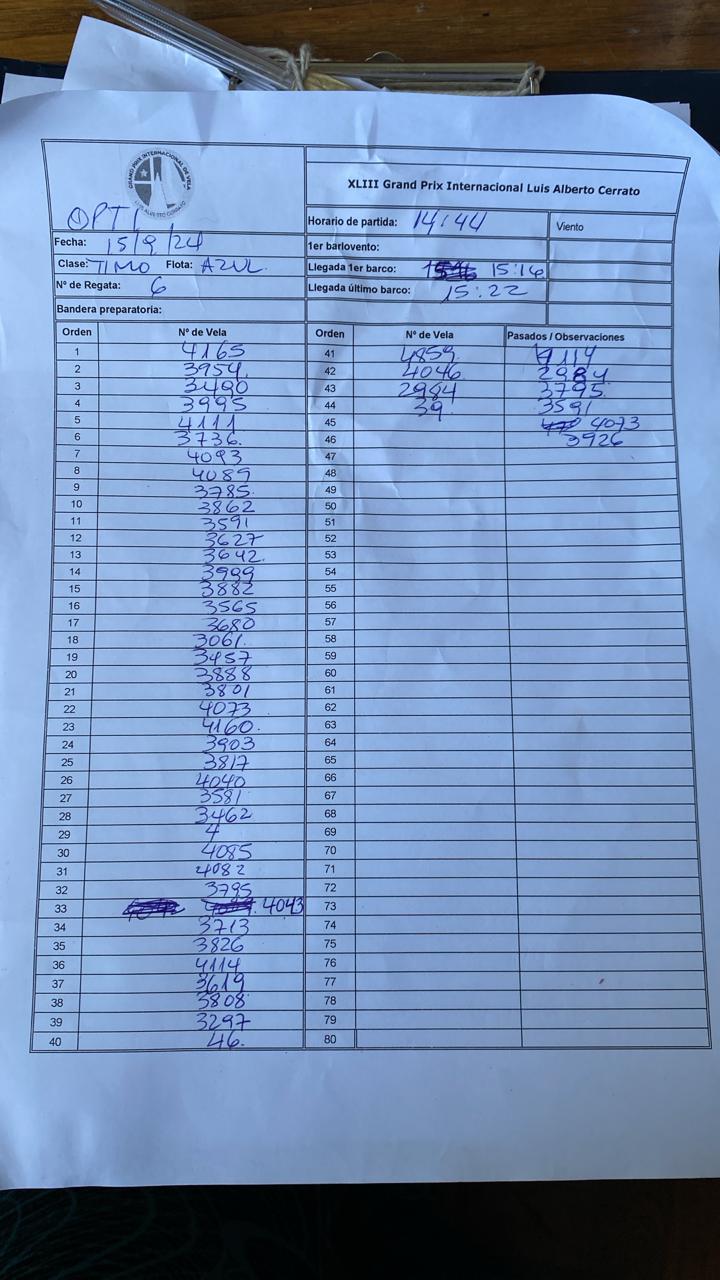 GRAND PRIX INTERNACIONAL DE VELA
LUIS ALBERTO CERRATO
XLIII Grand Prix Internacional Luis Alberto Cerrato
OPTI
Horario de partida: 14:44
Viento
Fecha: 15/9/24
1er barlovento:
Clase: TIMO Flota: AZUL.
Llegada 1er barco: 15:14
Nº de Regata: 6
Llegada último barco: 15:22
Bandera preparatoria:
Orden Nº de Vela Orden Nº de Vela Pasados / Observaciones
1 4165 41 4859 4114
2 3954. 42 4046 2984
3 3490 43 2984 3795
4 3995 44 39 3591
5 4111 45 4073
6 3736. 46 3926
7 4093 47
8 4089 48
9 3785 49
10 3862 50
11 3591 51
12 3627 52
13 3642. 53
14 3999 54
15 3882 55
16 3565 56
17 3680 57
18 3061. 58
19 3457 59
20 3888 60
21 3801 61
22 4073 62
23 4160. 63
24 3903 64
25 3817 65
26 4040 66
27 3581 67
28 3462 68
29 4 69
30 4085 70
31 4082 71
32 3795 72
33 4043 73
34 3713 74
35 3826 75
36 4114 76
37 3619 77
38 3808 78
39 3297 79
40 46. 80